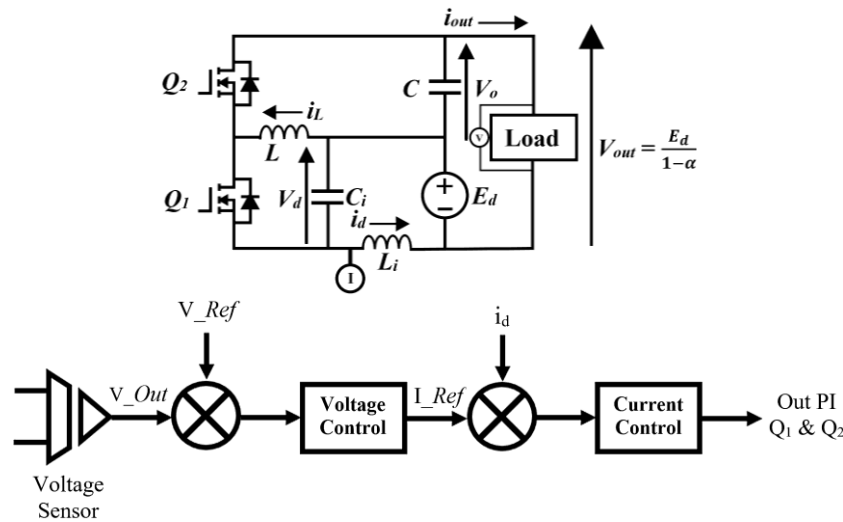 i_out
Q₂
C
V_o
i_L
L
V
Load
V_out = E_d / 1−α
Q₁
V_d
C_i
+
−
E_d
i_d
L_i
I
V_Ref
i_d
V_Out
Voltage
Control
I_Ref
Current
Control
Out PI
Q₁ & Q₂
Voltage
Sensor